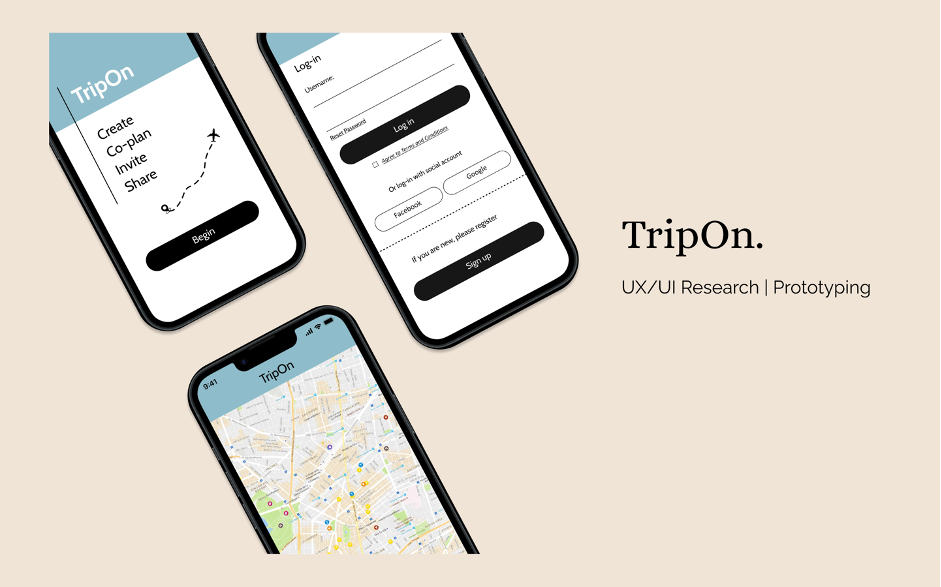 TripOn
Create
Co-plan
Invite
Share
Begin
Log-in
Username:
Reset Password
Log in
Agree to Terms and Conditions
Or log-in with social account
Facebook
Google
If you are new, please register
Sign up
9:41
TripOn
TripOn.
UX/UI Research | Prototyping